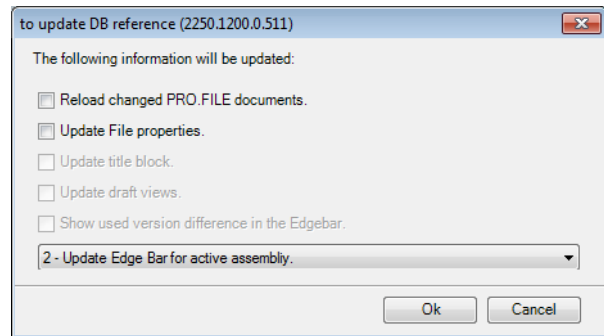 to update DB reference (2250.1200.0.511)
The following information will be updated:
Reload changed PRO.FILE documents.
Update File properties.
Update title block.
Update draft views.
Show used version difference in the Edgebar.
2 - Update Edge Bar for active assembliy.
Ok
Cancel